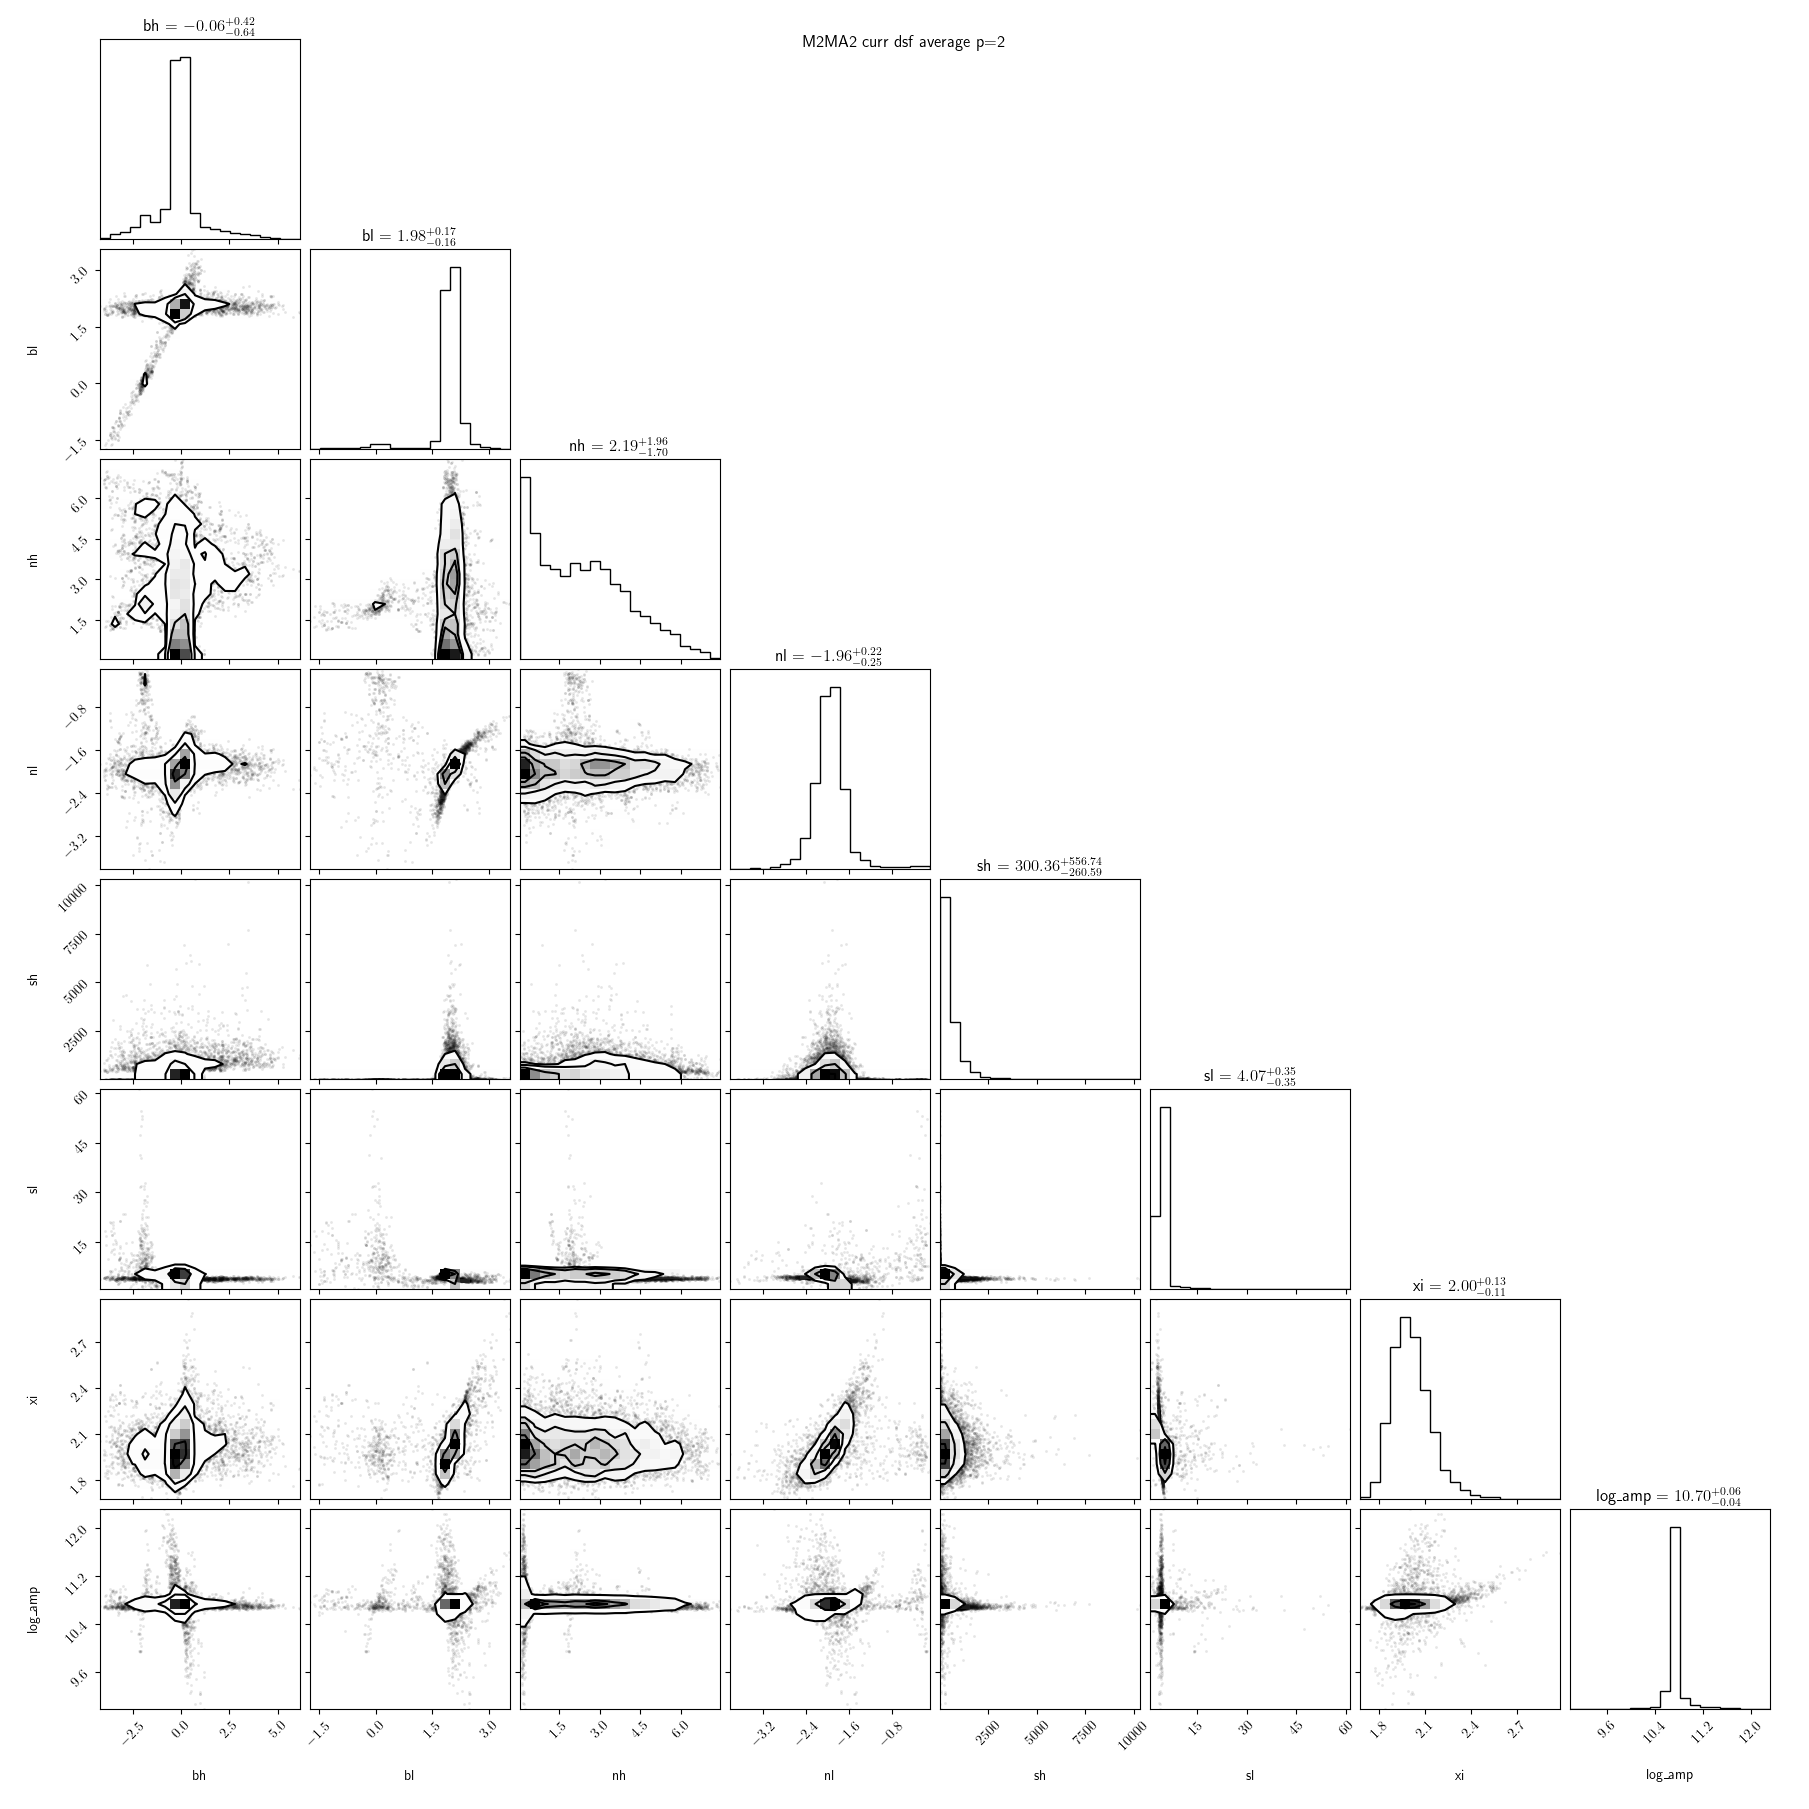 M2MA2 curr dsf average p=2
bh = −0.06 +0.42 −0.64
bl = 1.98 +0.17 −0.16
3.0
1.5
0.0
−1.5
bl
nh = 2.19 +1.96 −1.70
6.0
4.5
3.0
1.5
nh
nl = −1.96 +0.22 −0.25
−0.8
−1.6
−2.4
−3.2
nl
sh = 300.36 +556.74 −260.59
10000
7500
5000
2500
sh
sl = 4.07 +0.35 −0.35
60
45
30
15
sl
xi = 2.00 +0.13 −0.11
2.7
2.4
2.1
1.8
xi
log_amp = 10.70 +0.06 −0.04
12.0
11.2
10.4
9.6
log_amp
−2.5 0.0 2.5 5.0
−1.5 0.0 1.5 3.0
1.5 3.0 4.5 6.0
−3.2 −2.4 −1.6 −0.8
2500 5000 7500 10000
15 30 45 60
1.8 2.1 2.4 2.7
9.6 10.4 11.2 12.0
bh bl nh nl sh sl xi log_amp